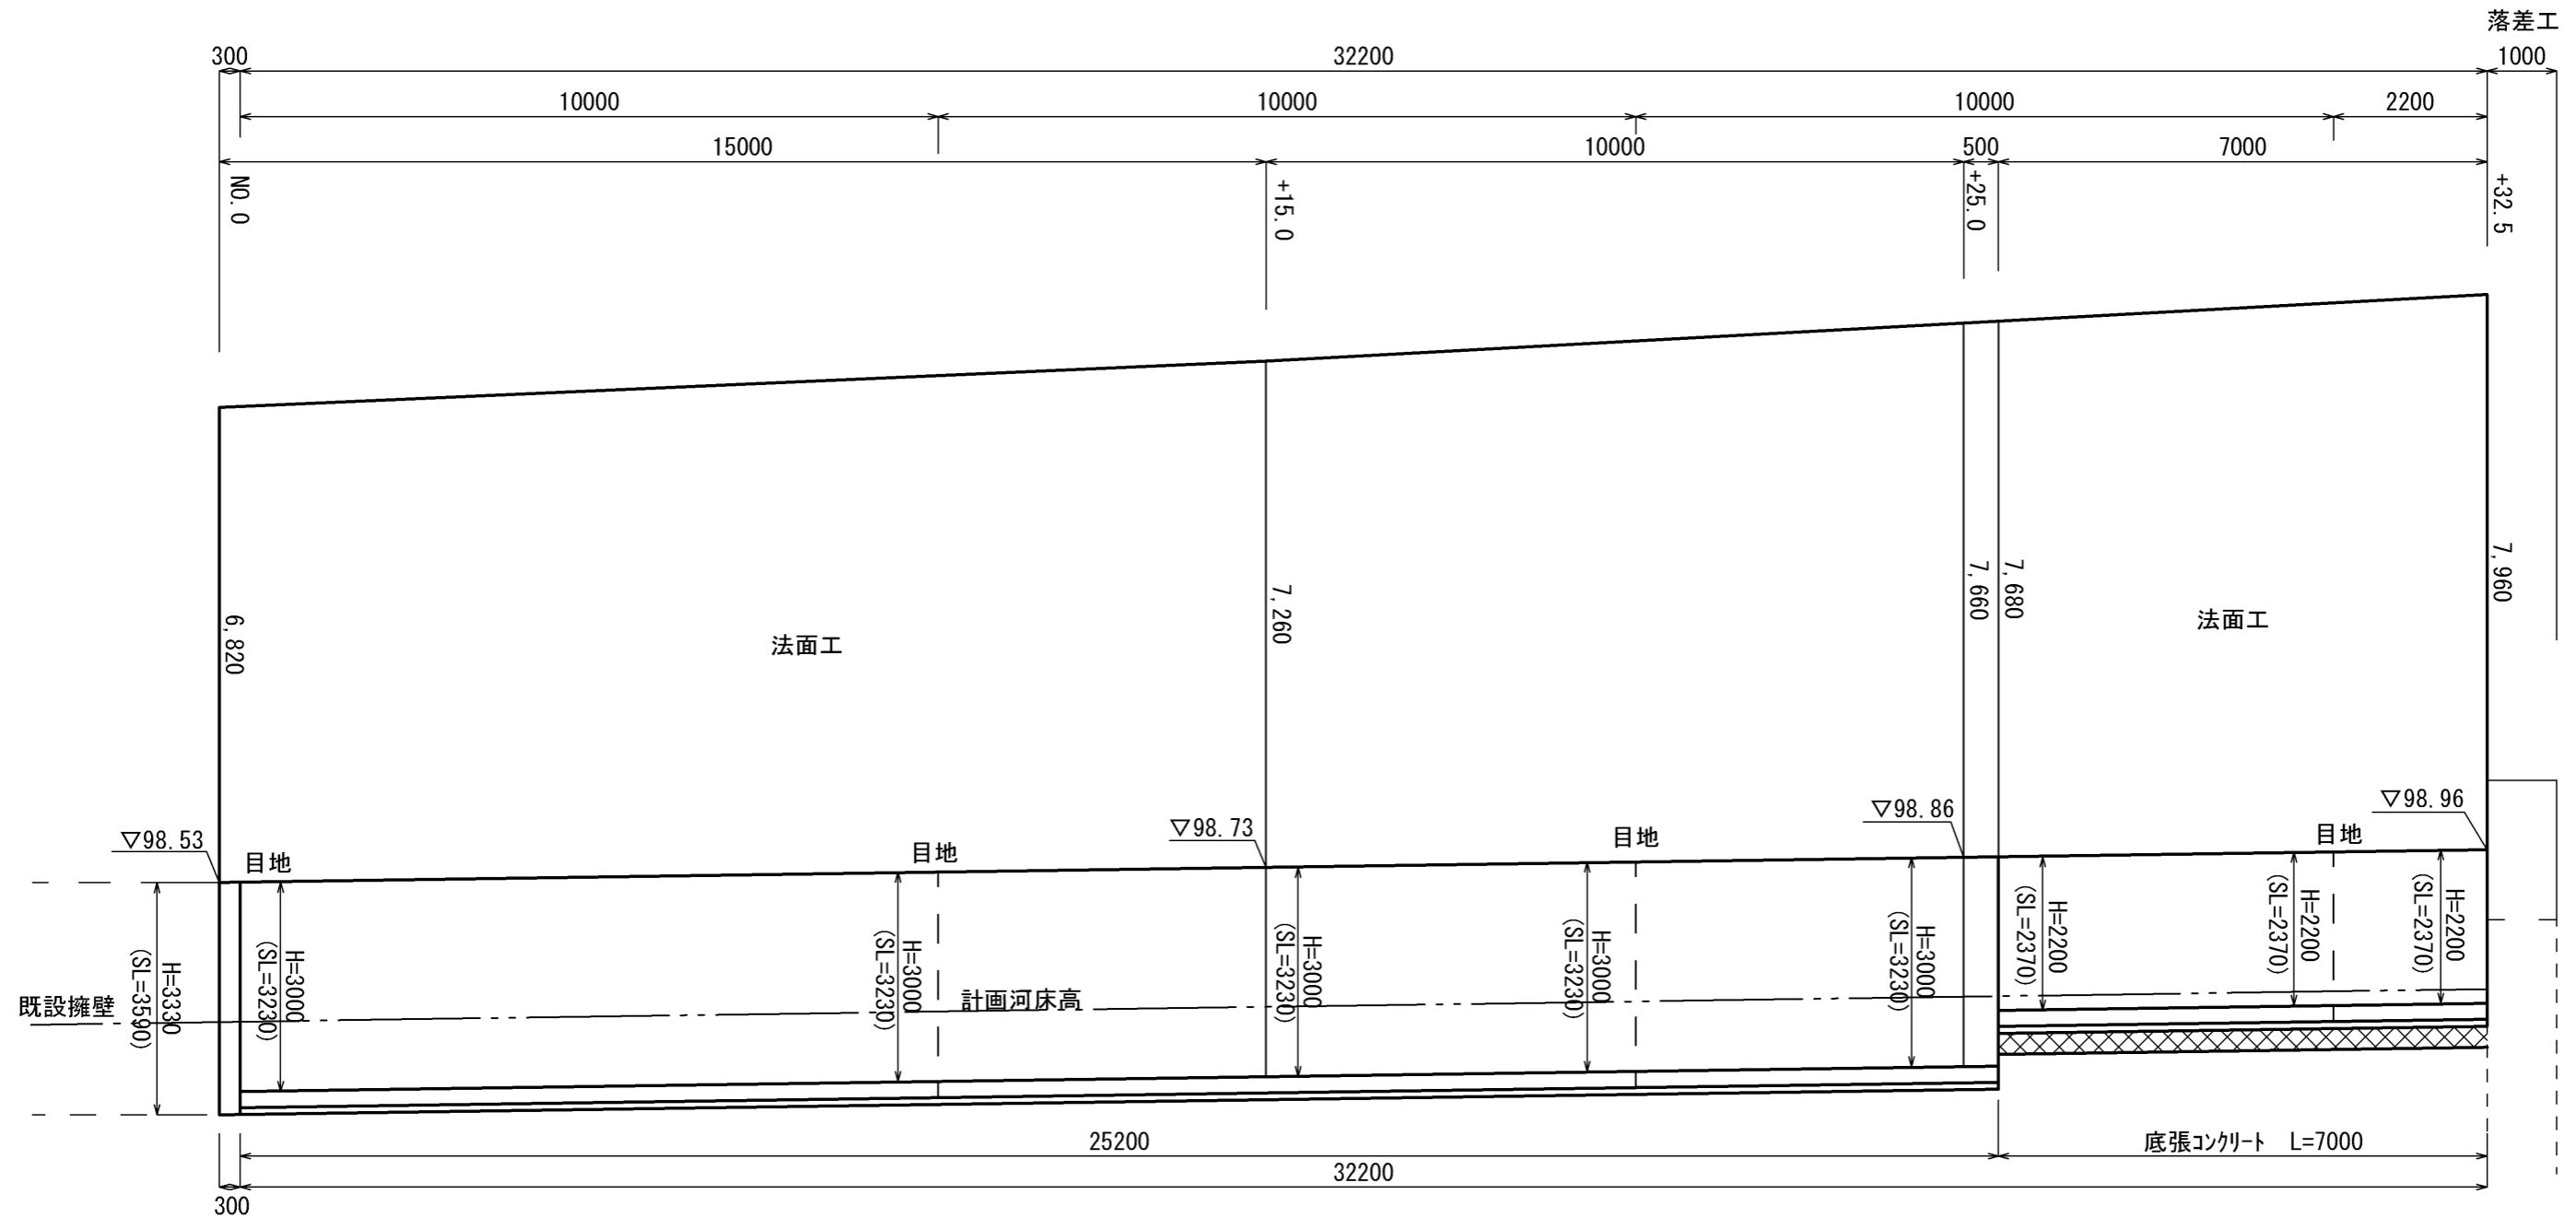 落差工
300
32200
1000
10000
10000
10000
2200
15000
10000
500
7000
NO.0
+15.0
+25.0
+32.5
6,820
7,260
7,660
7,680
7,960
法面工
法面工
▽98.53
▽98.73
▽98.86
▽98.96
目地
目地
目地
目地
既設擁壁
H=3330
(SL=3590)
H=3000
(SL=3230)
H=3000
(SL=3230)
計画河床高
H=3000
(SL=3230)
H=3000
(SL=3230)
H=3000
(SL=3230)
H=2200
(SL=2370)
H=2200
(SL=2370)
H=2200
(SL=2370)
25200
底張ｺﾝｸﾘｰﾄ L=7000
32200
300